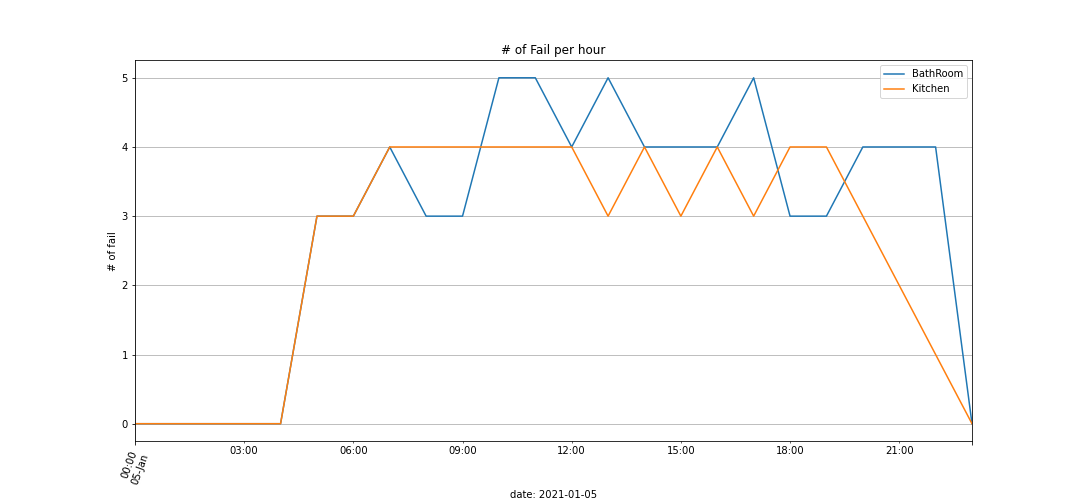 # of Fail per hour
BathRoom
Kitchen
5
4
3
2
1
0
# of fail
00:00
05-Jan
03:00
06:00
09:00
12:00
15:00
18:00
21:00
date: 2021-01-05